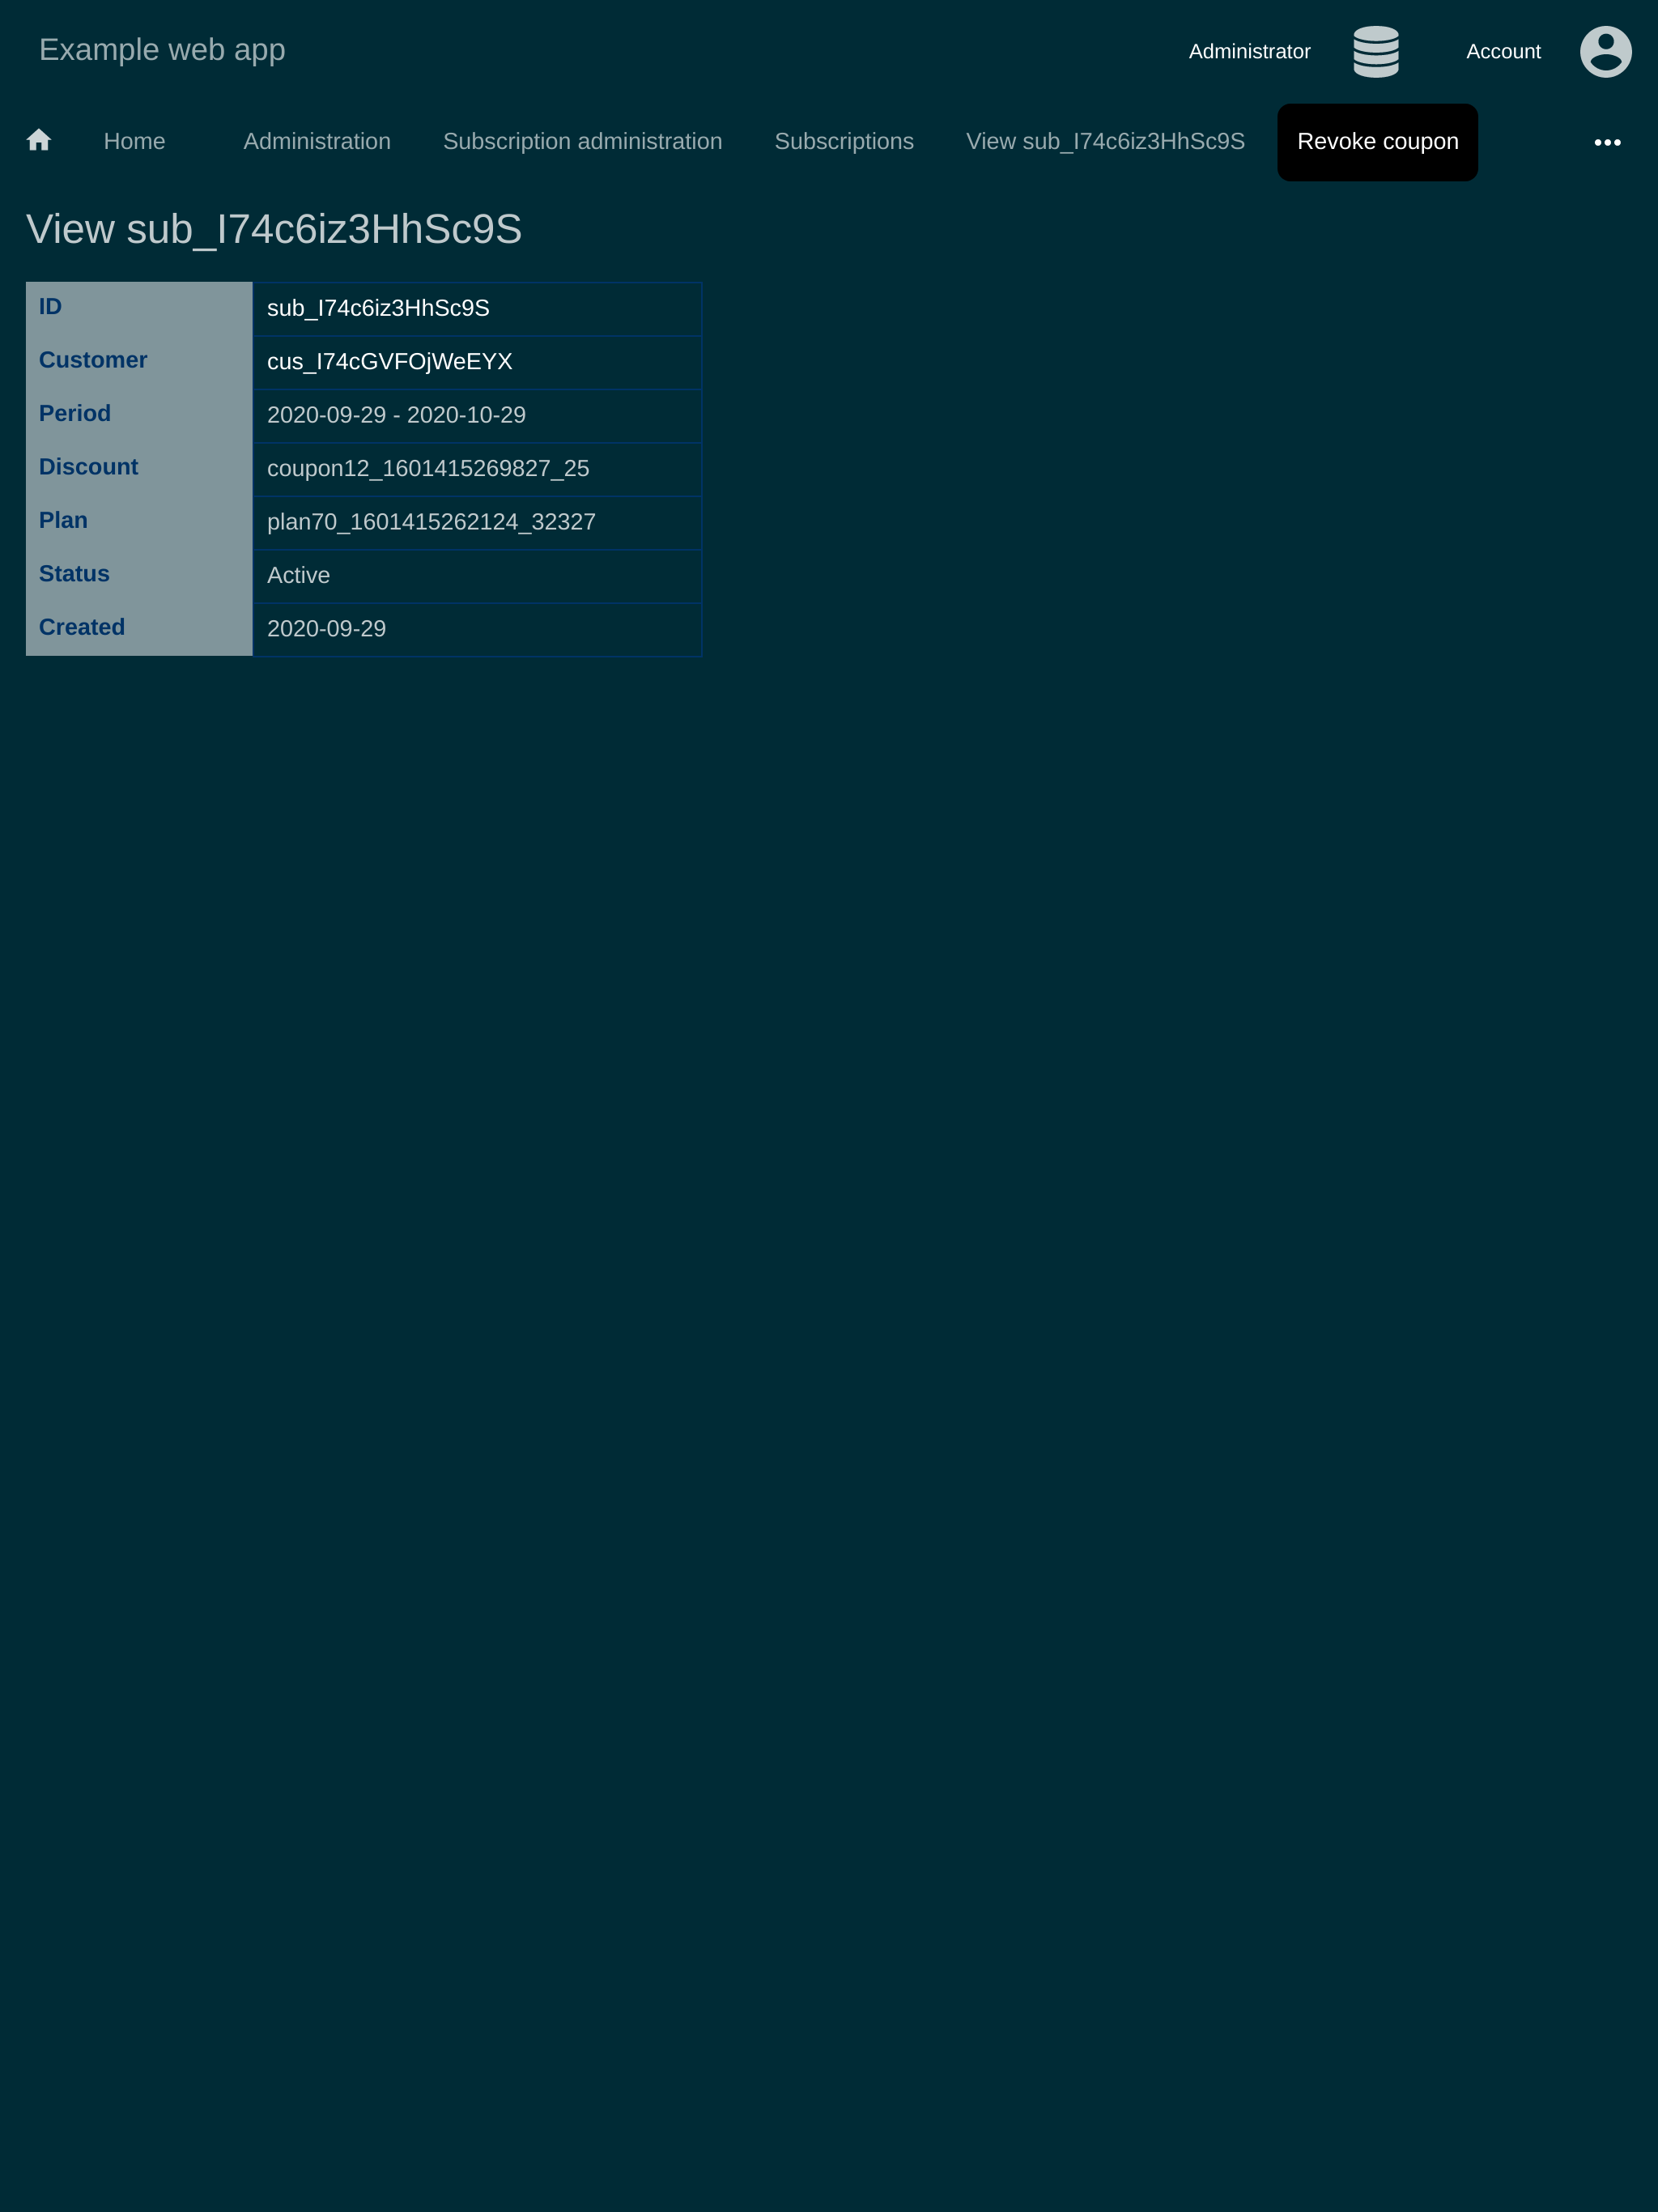 Example web app
Administrator
Account
Home Administration Subscription administration Subscriptions View sub_I74c6iz3HhSc9S Revoke coupon
View sub_I74c6iz3HhSc9S
ID sub_I74c6iz3HhSc9S
Customer cus_I74cGVFOjWeEYX
Period 2020-09-29 - 2020-10-29
Discount coupon12_1601415269827_25
Plan plan70_1601415262124_32327
Status Active
Created 2020-09-29